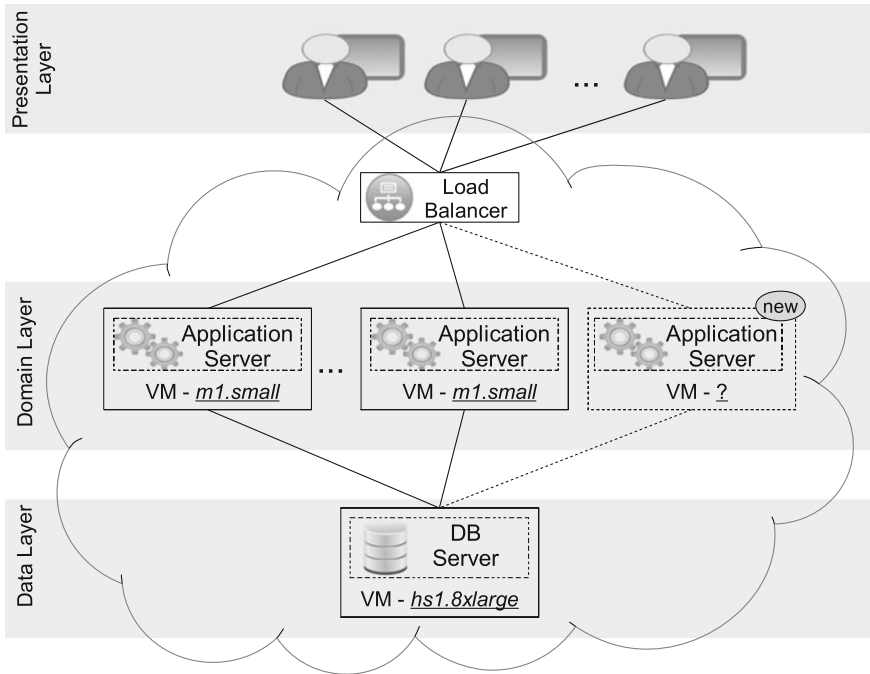 Presentation
Layer
...
Load
Balancer
Domain Layer
Application
Server
VM - m1.small
...
Application
Server
VM - m1.small
new
Application
Server
VM - ?
Data Layer
DB
Server
VM - hs1.8xlarge